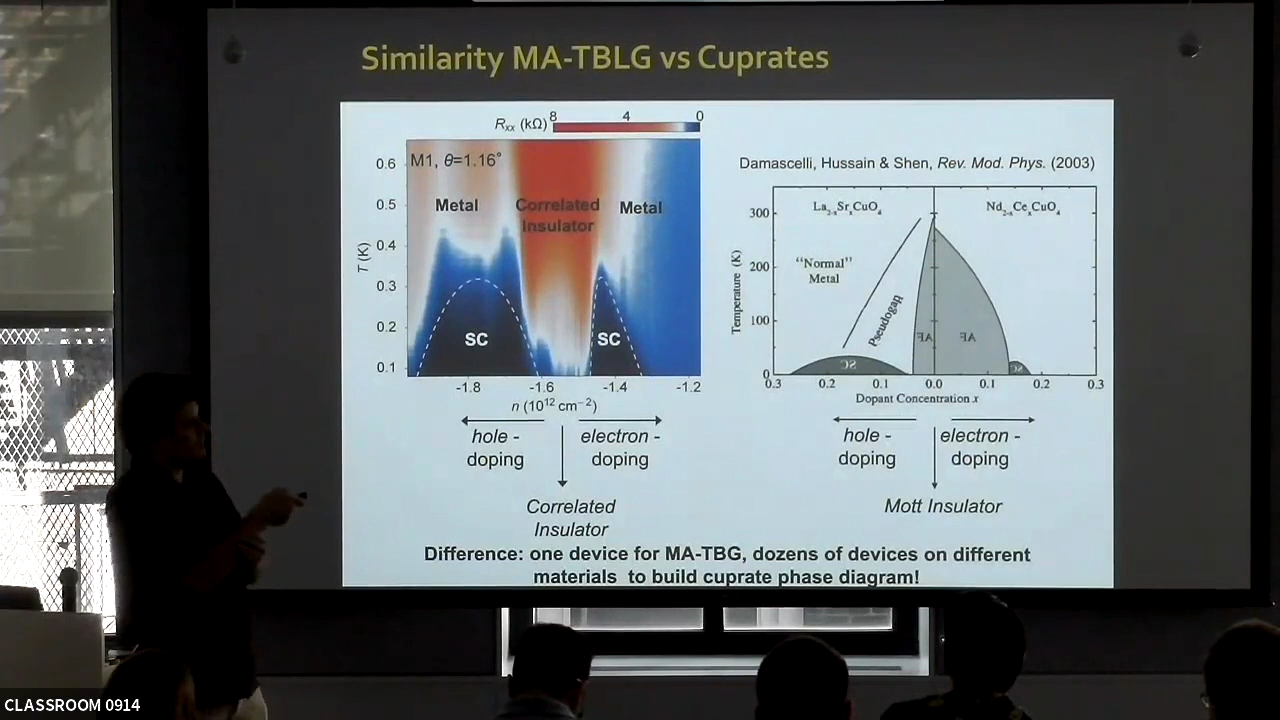 Similarity MA-TBLG vs Cuprates
Rxx (kΩ) 8 4 0
M1, θ=1.16°
Metal
Correlated
Insulator
Metal
SC
SC
T (K)
0.6
0.5
0.4
0.3
0.2
0.1
-1.8 -1.6 -1.4 -1.2
n (10¹² cm⁻²)
hole -
doping
electron -
doping
Correlated
Insulator
Damascelli, Hussain & Shen, Rev. Mod. Phys. (2003)
La₂₋ₓSrₓCuO₄
Nd₂₋ₓCeₓCuO₄
"Normal"
Metal
Pseudogap
AF
AF
SC
SC
Temperature (K)
300
200
100
0
0.3 0.2 0.1 0.0 0.1 0.2 0.3
Dopant Concentration x
hole -
doping
electron -
doping
Mott Insulator
Difference: one device for MA-TBG, dozens of devices on different
materials to build cuprate phase diagram!
CLASSROOM 0914